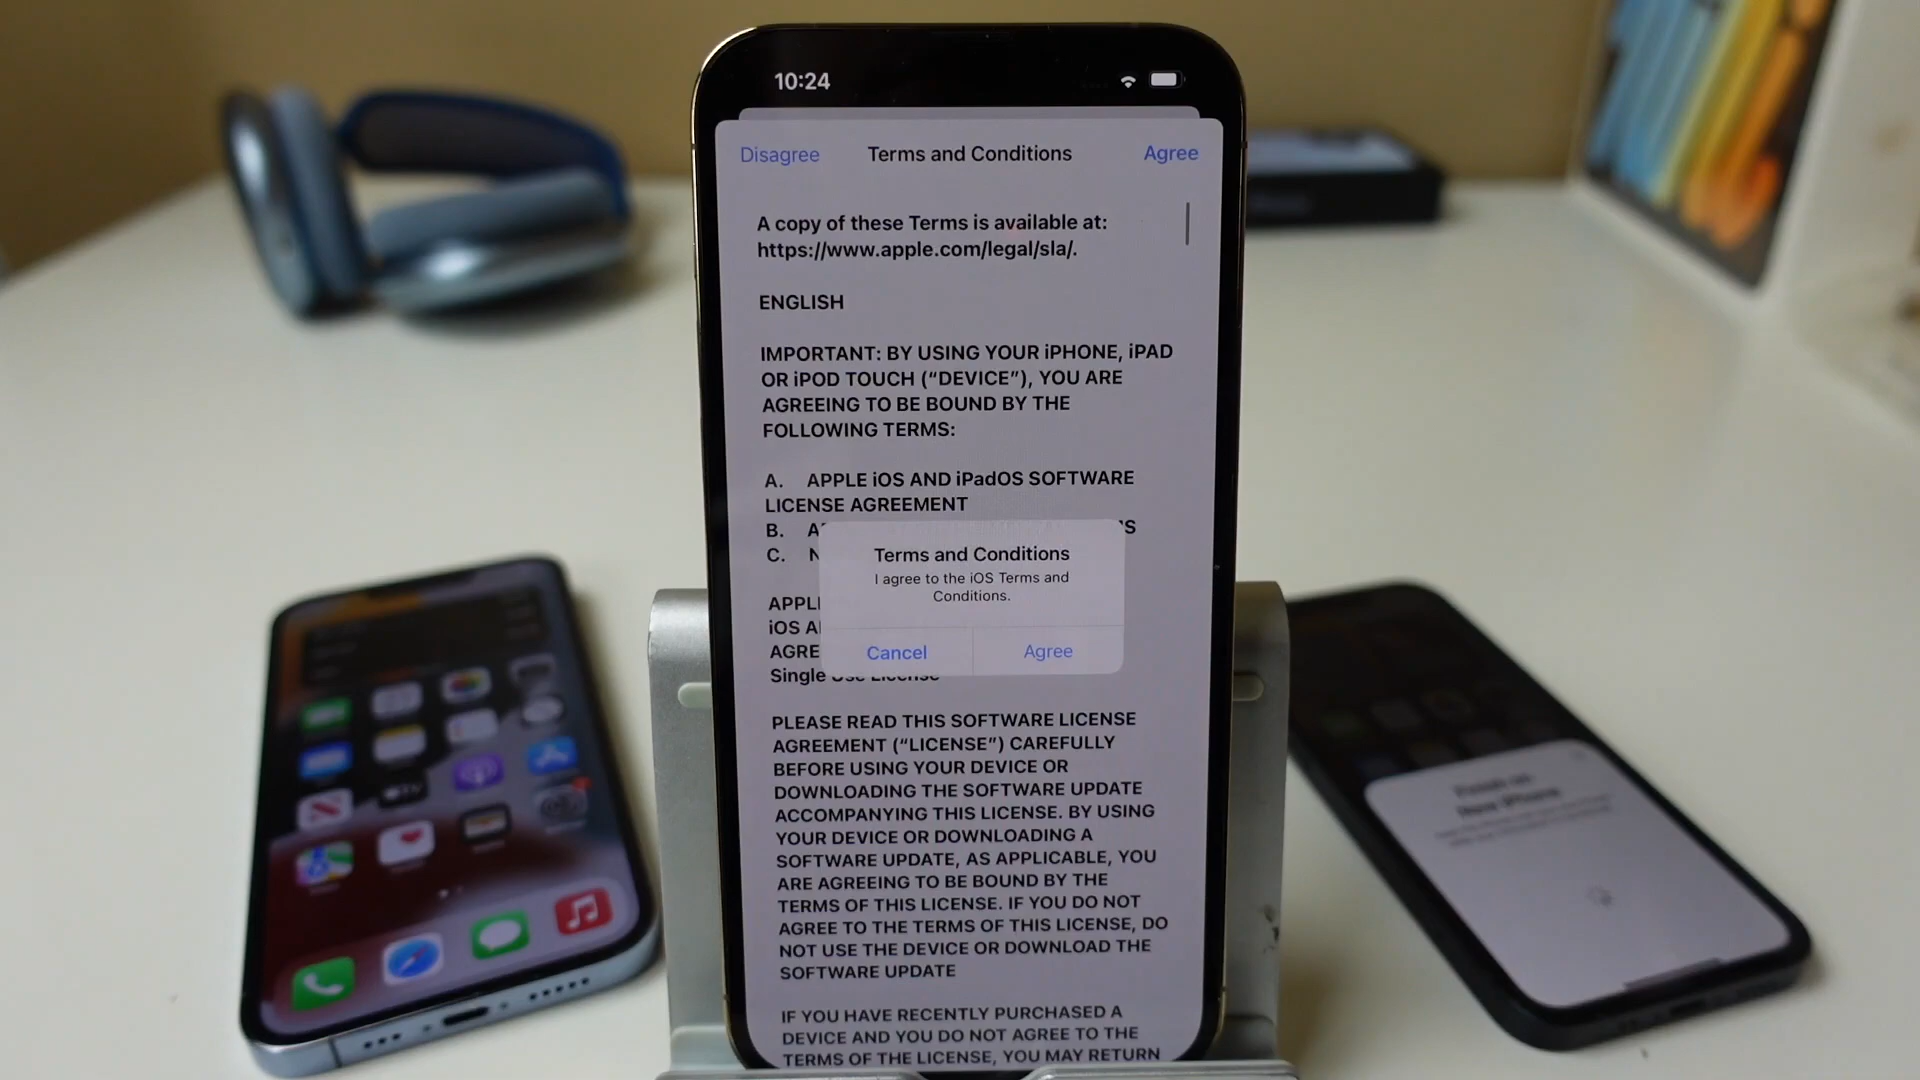 10:24
Disagree Terms and Conditions Agree
A copy of these Terms is available at:
https://www.apple.com/legal/sla/.
ENGLISH
IMPORTANT: BY USING YOUR iPHONE, iPAD
OR iPOD TOUCH (“DEVICE”), YOU ARE
AGREEING TO BE BOUND BY THE
FOLLOWING TERMS:
A. APPLE iOS AND iPadOS SOFTWARE
LICENSE AGREEMENT
B.
C.
Terms and Conditions
I agree to the iOS Terms and
Conditions.
Cancel Agree
Single Use License
PLEASE READ THIS SOFTWARE LICENSE
AGREEMENT (“LICENSE”) CAREFULLY
BEFORE USING YOUR DEVICE OR
DOWNLOADING THE SOFTWARE UPDATE
ACCOMPANYING THIS LICENSE. BY USING
YOUR DEVICE OR DOWNLOADING A
SOFTWARE UPDATE, AS APPLICABLE, YOU
ARE AGREEING TO BE BOUND BY THE
TERMS OF THIS LICENSE. IF YOU DO NOT
AGREE TO THE TERMS OF THIS LICENSE, DO
NOT USE THE DEVICE OR DOWNLOAD THE
SOFTWARE UPDATE
IF YOU HAVE RECENTLY PURCHASED A
DEVICE AND YOU DO NOT AGREE TO THE
TERMS OF THE LICENSE, YOU MAY RETURN